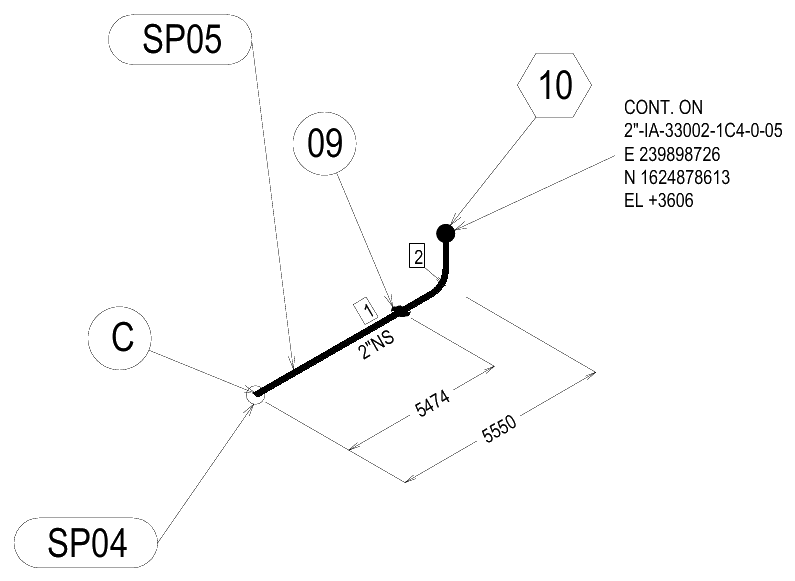 SP05
10
CONT. ON
2"-IA-33002-1C4-0-05
E 239898726
N 1624878613
EL +3606
09
2
1
2"NS
C
5474
5550
SP04